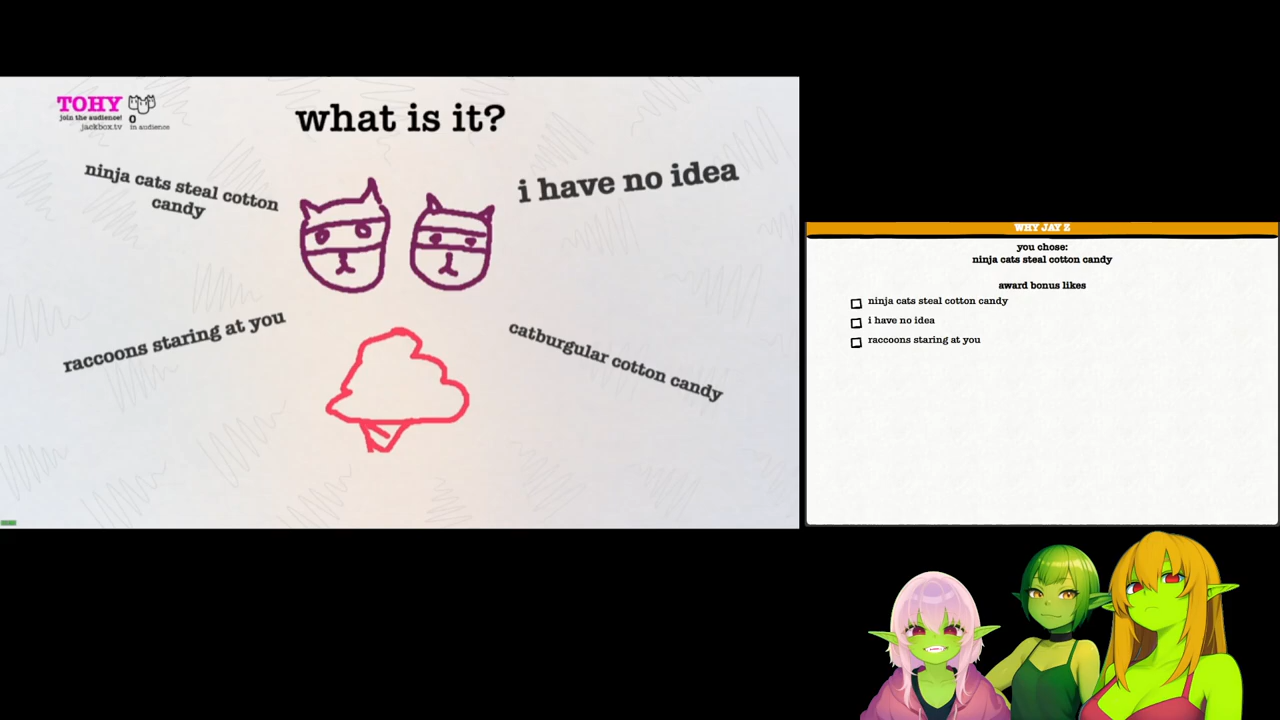 TOHY
join the audience!
jackbox.tv
0
in audience
what is it?
ninja cats steal cotton
candy
i have no idea
raccoons staring at you
catburgular cotton candy
WHY JAY Z
you chose:
ninja cats steal cotton candy
award bonus likes
ninja cats steal cotton candy
i have no idea
raccoons staring at you